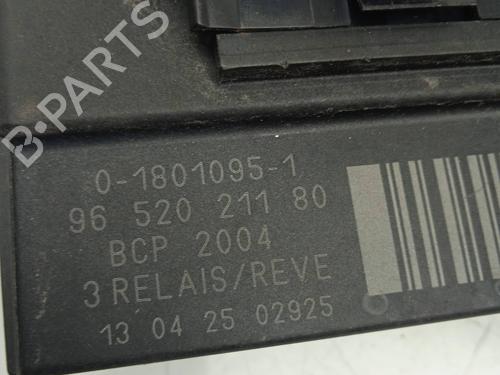 B-PARTS
0-1801095-1
96 520 211 80
BCP 2004
3 RELAIS/REVE
13 04 25 02925